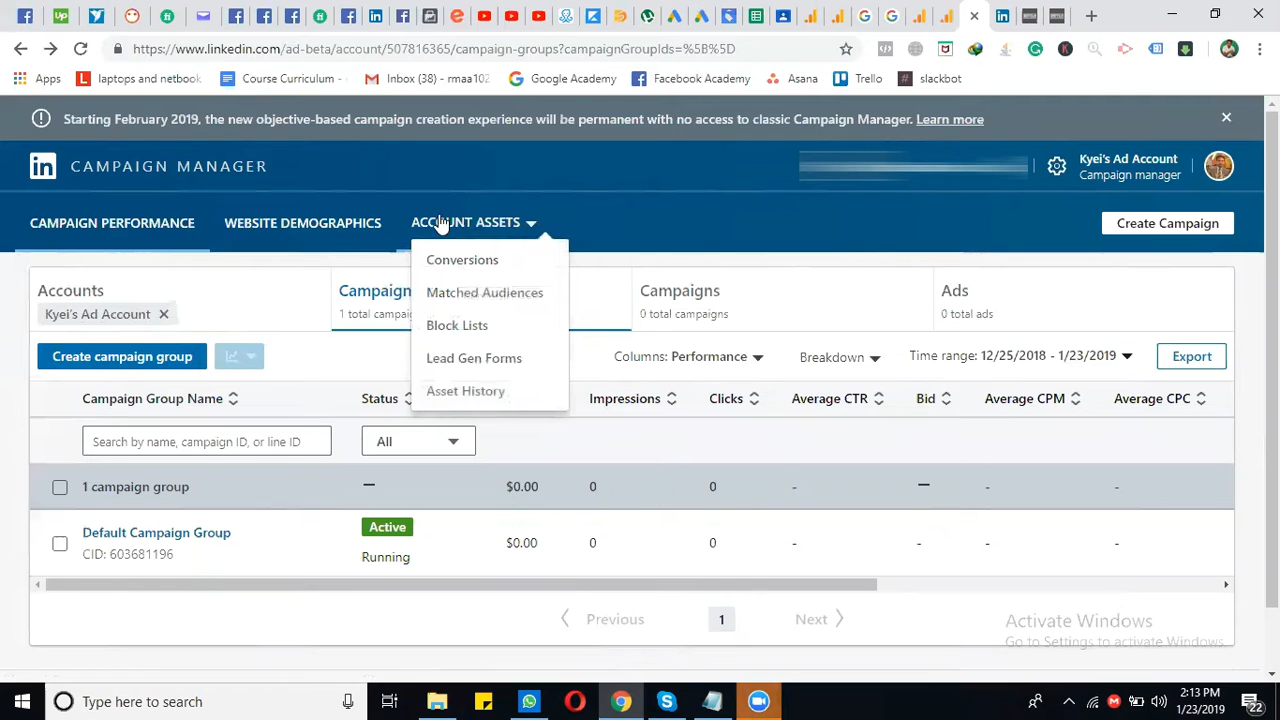 https://www.linkedin.com/ad-beta/account/507816365/campaign-groups?campaignGroupIds=%5B%5D
Apps
laptops and netbook
Course Curriculum -
Inbox (38) - rmaa102
Google Academy
Facebook Academy
Asana
Trello
slackbot
Starting February 2019, the new objective-based campaign creation experience will be permanent with no access to classic Campaign Manager. Learn more
in CAMPAIGN MANAGER
Kyei's Ad Account
Campaign manager
CAMPAIGN PERFORMANCE WEBSITE DEMOGRAPHICS ACCOUNT ASSETS
Create Campaign
Conversions
Matched Audiences
Block Lists
Lead Gen Forms
Asset History
Accounts
Kyei's Ad Account
Campaign
1 total campa
Campaigns
0 total campaigns
Ads
0 total ads
Create campaign group
Columns: Performance
Breakdown
Time range: 12/25/2018 - 1/23/2019
Export
Campaign Group Name Status Impressions Clicks Average CTR Bid Average CPM Average CPC
Search by name, campaign ID, or line ID
All
1 campaign group — $0.00 0 0 - — - -
Default Campaign Group Active
CID: 603681196 Running $0.00 0 0 - - - -
Previous 1 Next
Activate Windows
Go to Settings to activate Windows.
Type here to search
2:13 PM
1/23/2019
22